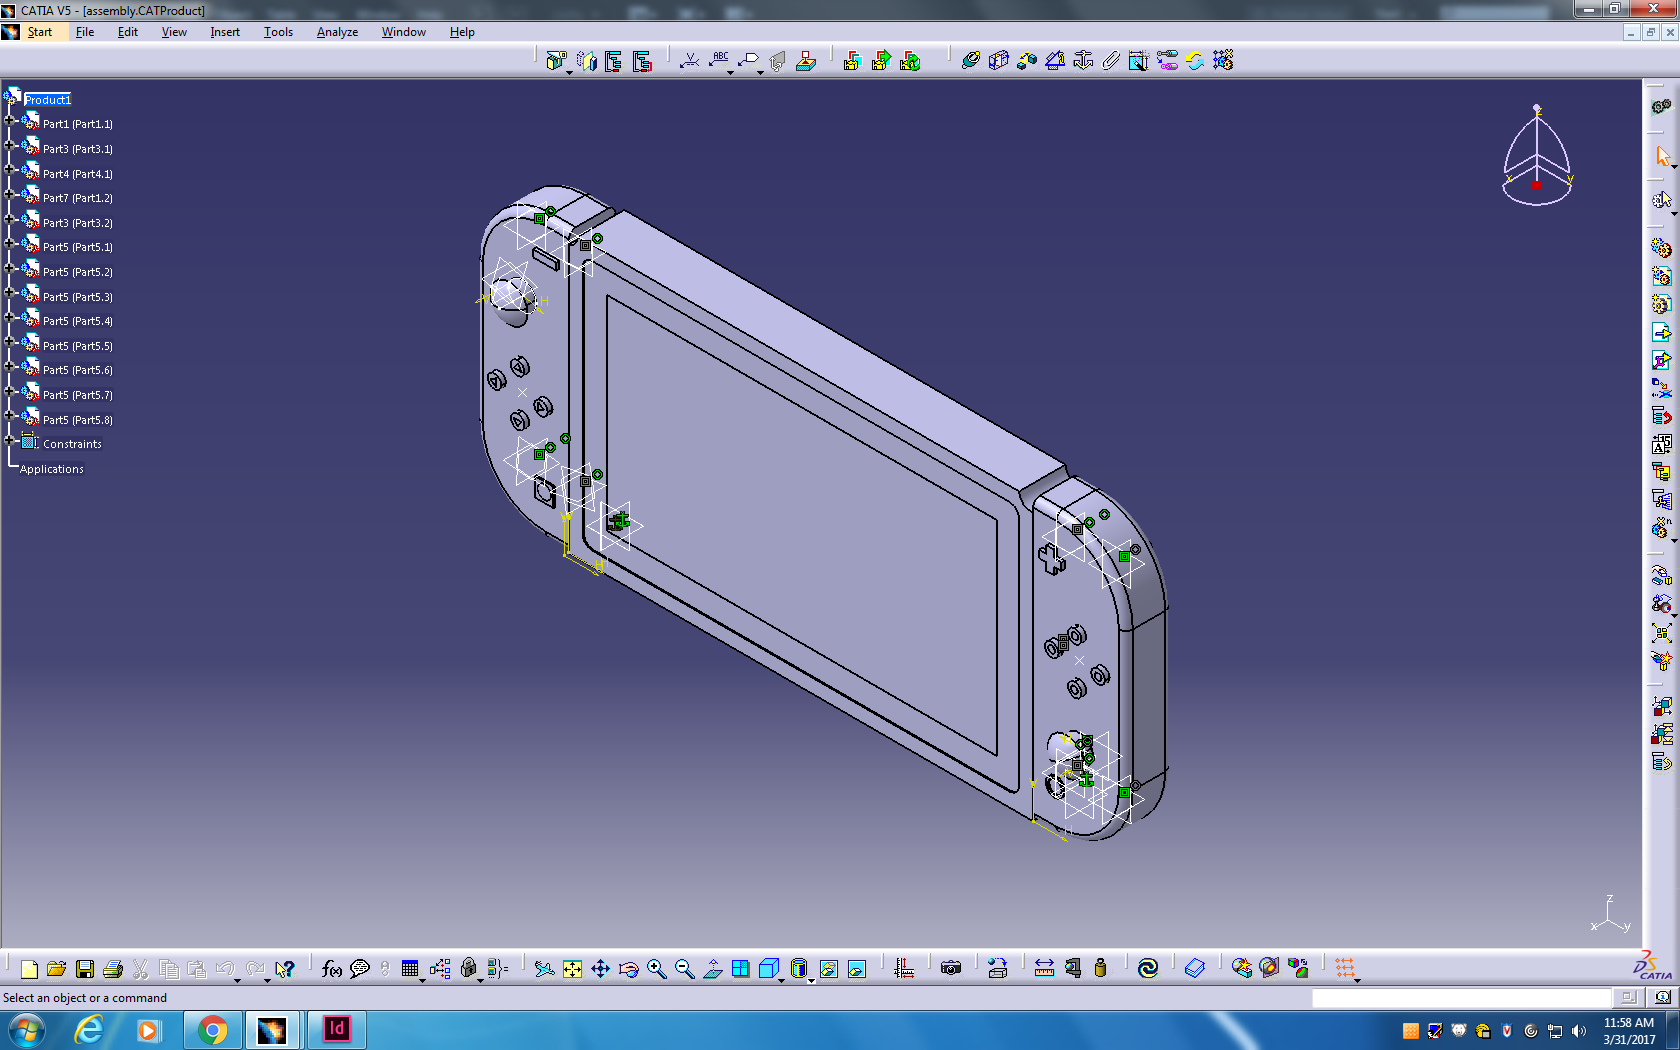 CATIA V5 - [assembly.CATProduct]
Start File Edit View Insert Tools Analyze Window Help
ABC
Product1
Part1 (Part1.1)
Part3 (Part3.1)
Part4 (Part4.1)
Part7 (Part1.2)
Part3 (Part3.2)
Part5 (Part5.1)
Part5 (Part5.2)
Part5 (Part5.3)
Part5 (Part5.4)
Part5 (Part5.5)
Part5 (Part5.6)
Part5 (Part5.7)
Part5 (Part5.8)
Constraints
Applications
z
x y
H
H
V
H
z
x y
f(x)
CATIA
Select an object or a command
Id
11:58 AM
3/31/2017